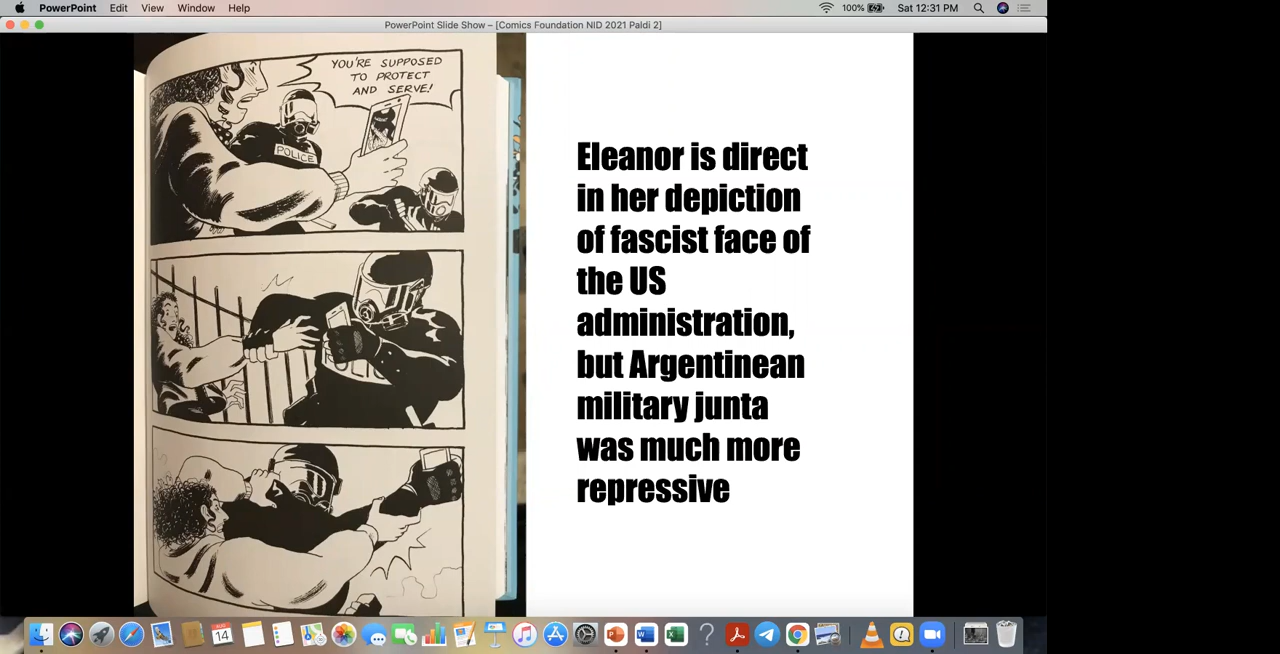 PowerPoint Edit View Window Help
100% Sat 12:31 PM
PowerPoint Slide Show – [Comics Foundation NID 2021 Paldi 2]
YOU'RE SUPPOSED
TO PROTECT
AND SERVE!
POLICE
Eleanor is direct
in her depiction
of fascist face of
the US
administration,
but Argentinean
military junta
was much more
repressive
AUG
14